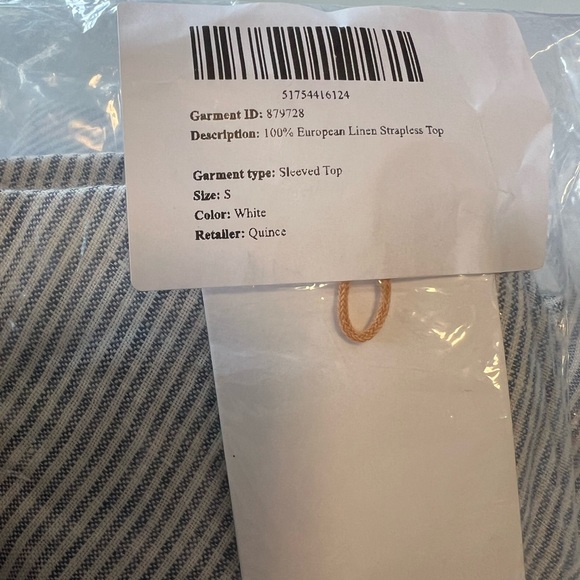 51754416124
Garment ID: 879728
Description: 100% European Linen Strapless Top
Garment type: Sleeved Top
Size: S
Color: White
Retailer: Quince